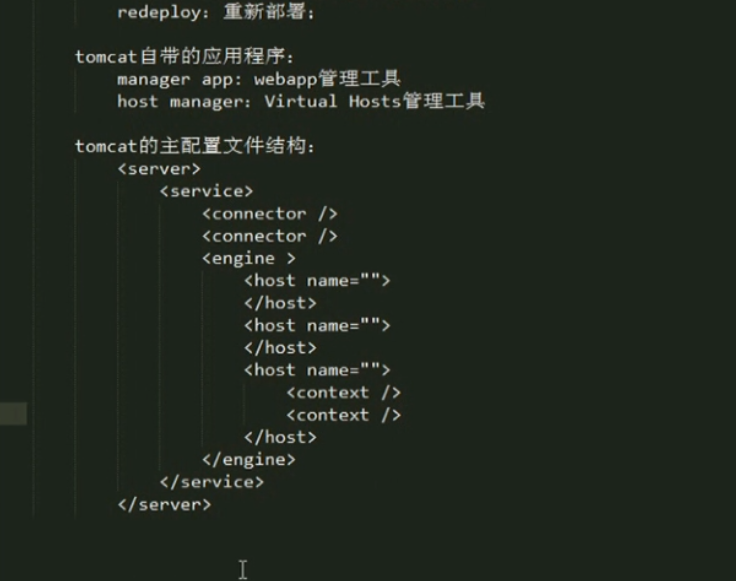 redeploy: 重新部署;
tomcat自带的应用程序:
manager app: webapp管理工具
host manager: Virtual Hosts管理工具
tomcat的主配置文件结构:
<server>
<service>
<connector />
<connector />
<engine >
<host name="">
</host>
<host name="">
</host>
<host name="">
<context />
<context />
</host>
</engine>
</service>
</server>